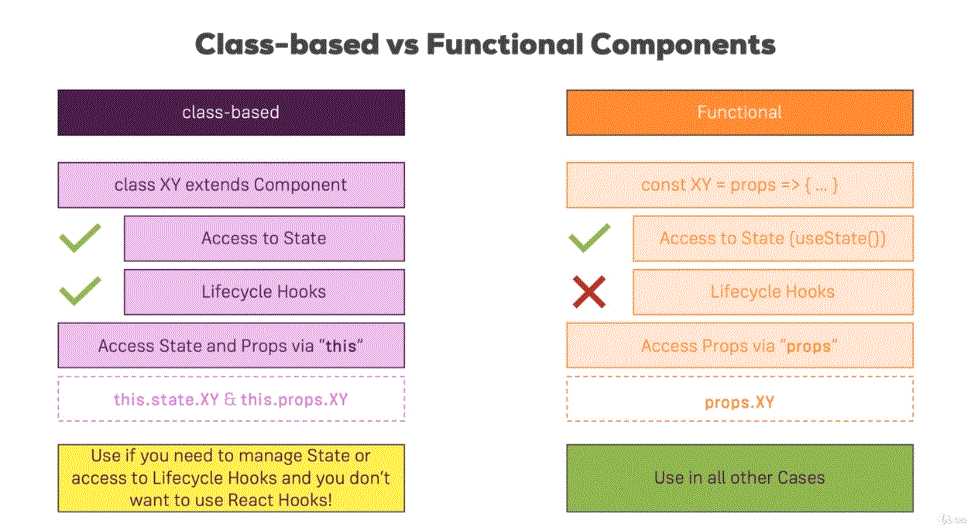 Class-based vs Functional Components
class-based
class XY extends Component
Access to State
Lifecycle Hooks
Access State and Props via “this”
this.state.XY & this.props.XY
Use if you need to manage State or
access to Lifecycle Hooks and you don’t
want to use React Hooks!
Functional
const XY = props => { ... }
Access to State (useState())
Lifecycle Hooks
Access Props via “props”
props.XY
Use in all other Cases